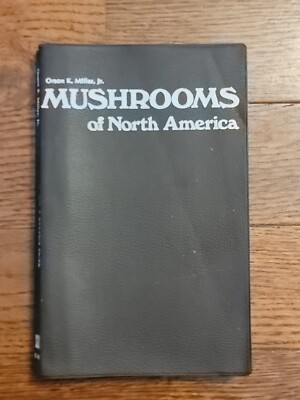 Orson K. Miller, Jr.
MUSHROOMS
of North America